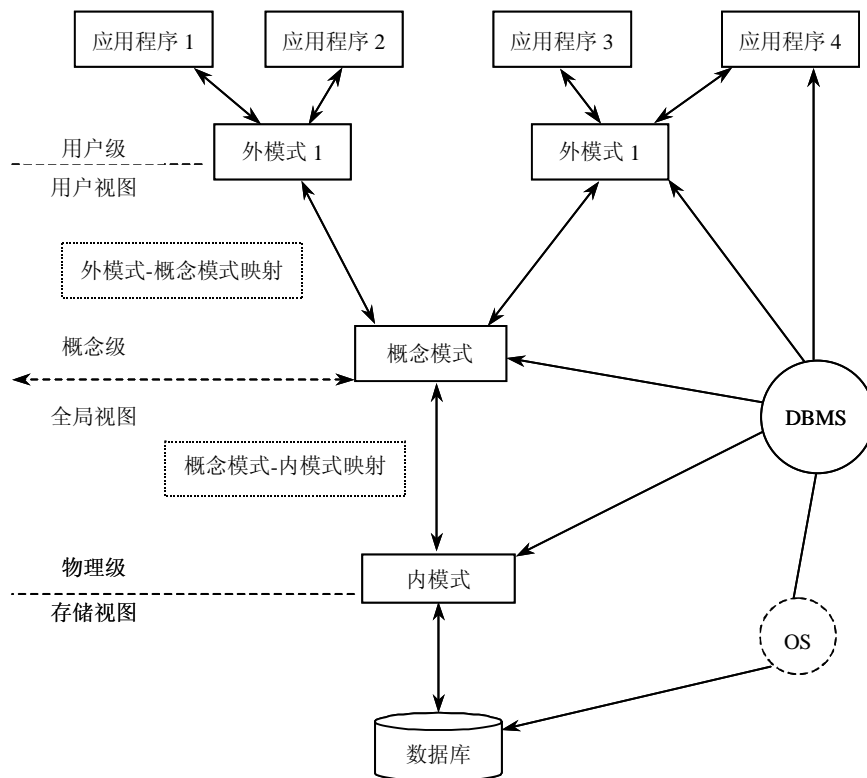 应用程序 1
应用程序 2
应用程序 3
应用程序 4
用户级
外模式 1
外模式 1
用户视图
外模式-概念模式映射
概念级
概念模式
全局视图
DBMS
概念模式-内模式映射
物理级
内模式
存储视图
OS
数据库